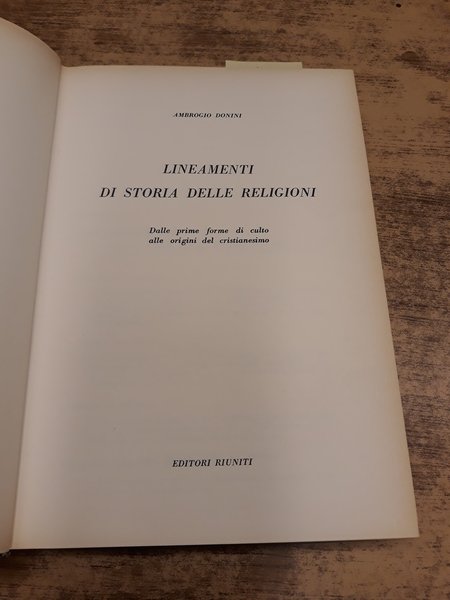 AMBROGIO DONINI
LINEAMENTI
DI STORIA DELLE RELIGIONI
Dalle prime forme di culto
alle origini del cristianesimo
EDITORI RIUNITI